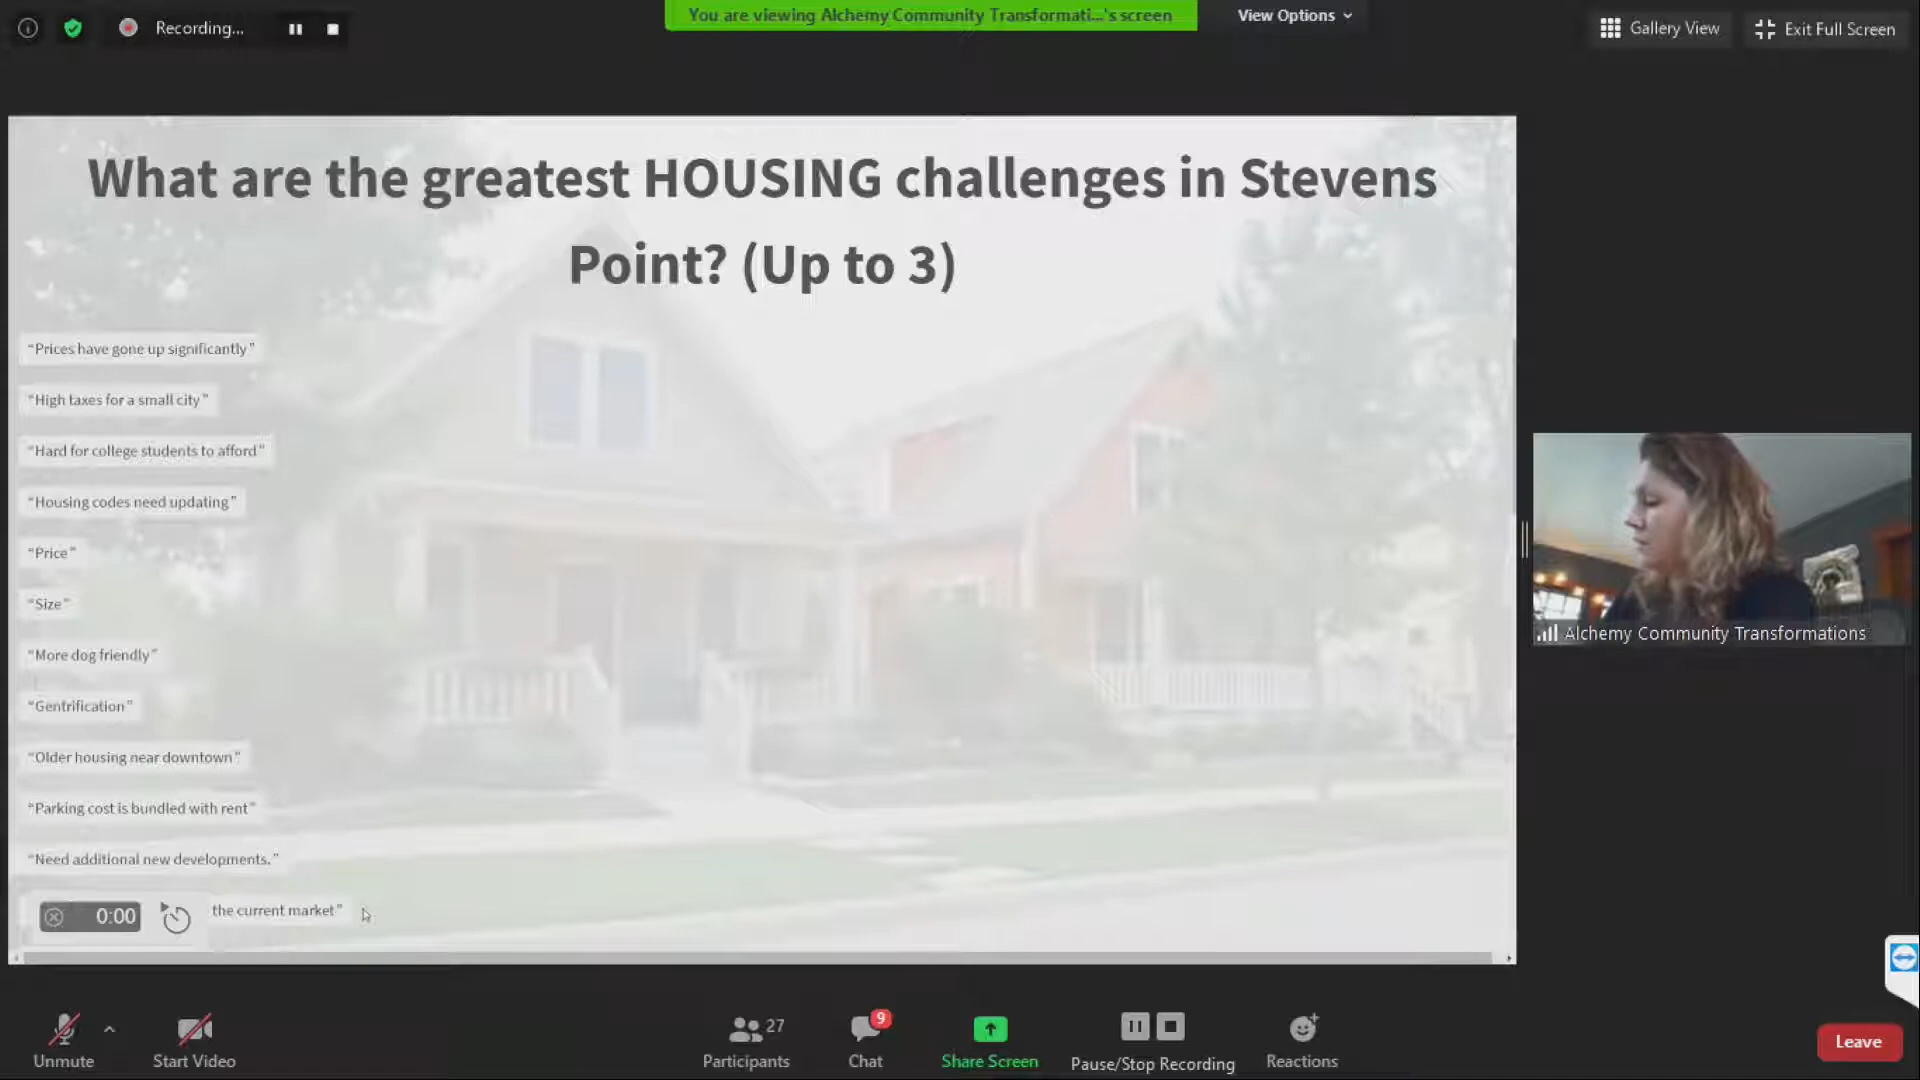 Recording...
You are viewing Alchemy Community Transformati...'s screen
View Options
Gallery View
Exit Full Screen
What are the greatest HOUSING challenges in Stevens
Point? (Up to 3)
“Prices have gone up significantly”
“High taxes for a small city”
“Hard for college students to afford”
“Housing codes need updating”
“Price”
“Size”
“More dog friendly”
“Gentrification”
“Older housing near downtown”
“Parking cost is bundled with rent”
“Need additional new developments.”
0:00
the current market”
Alchemy Community Transformations
Unmute
Start Video
27
Participants
9
Chat
Share Screen
Pause/Stop Recording
Reactions
Leave